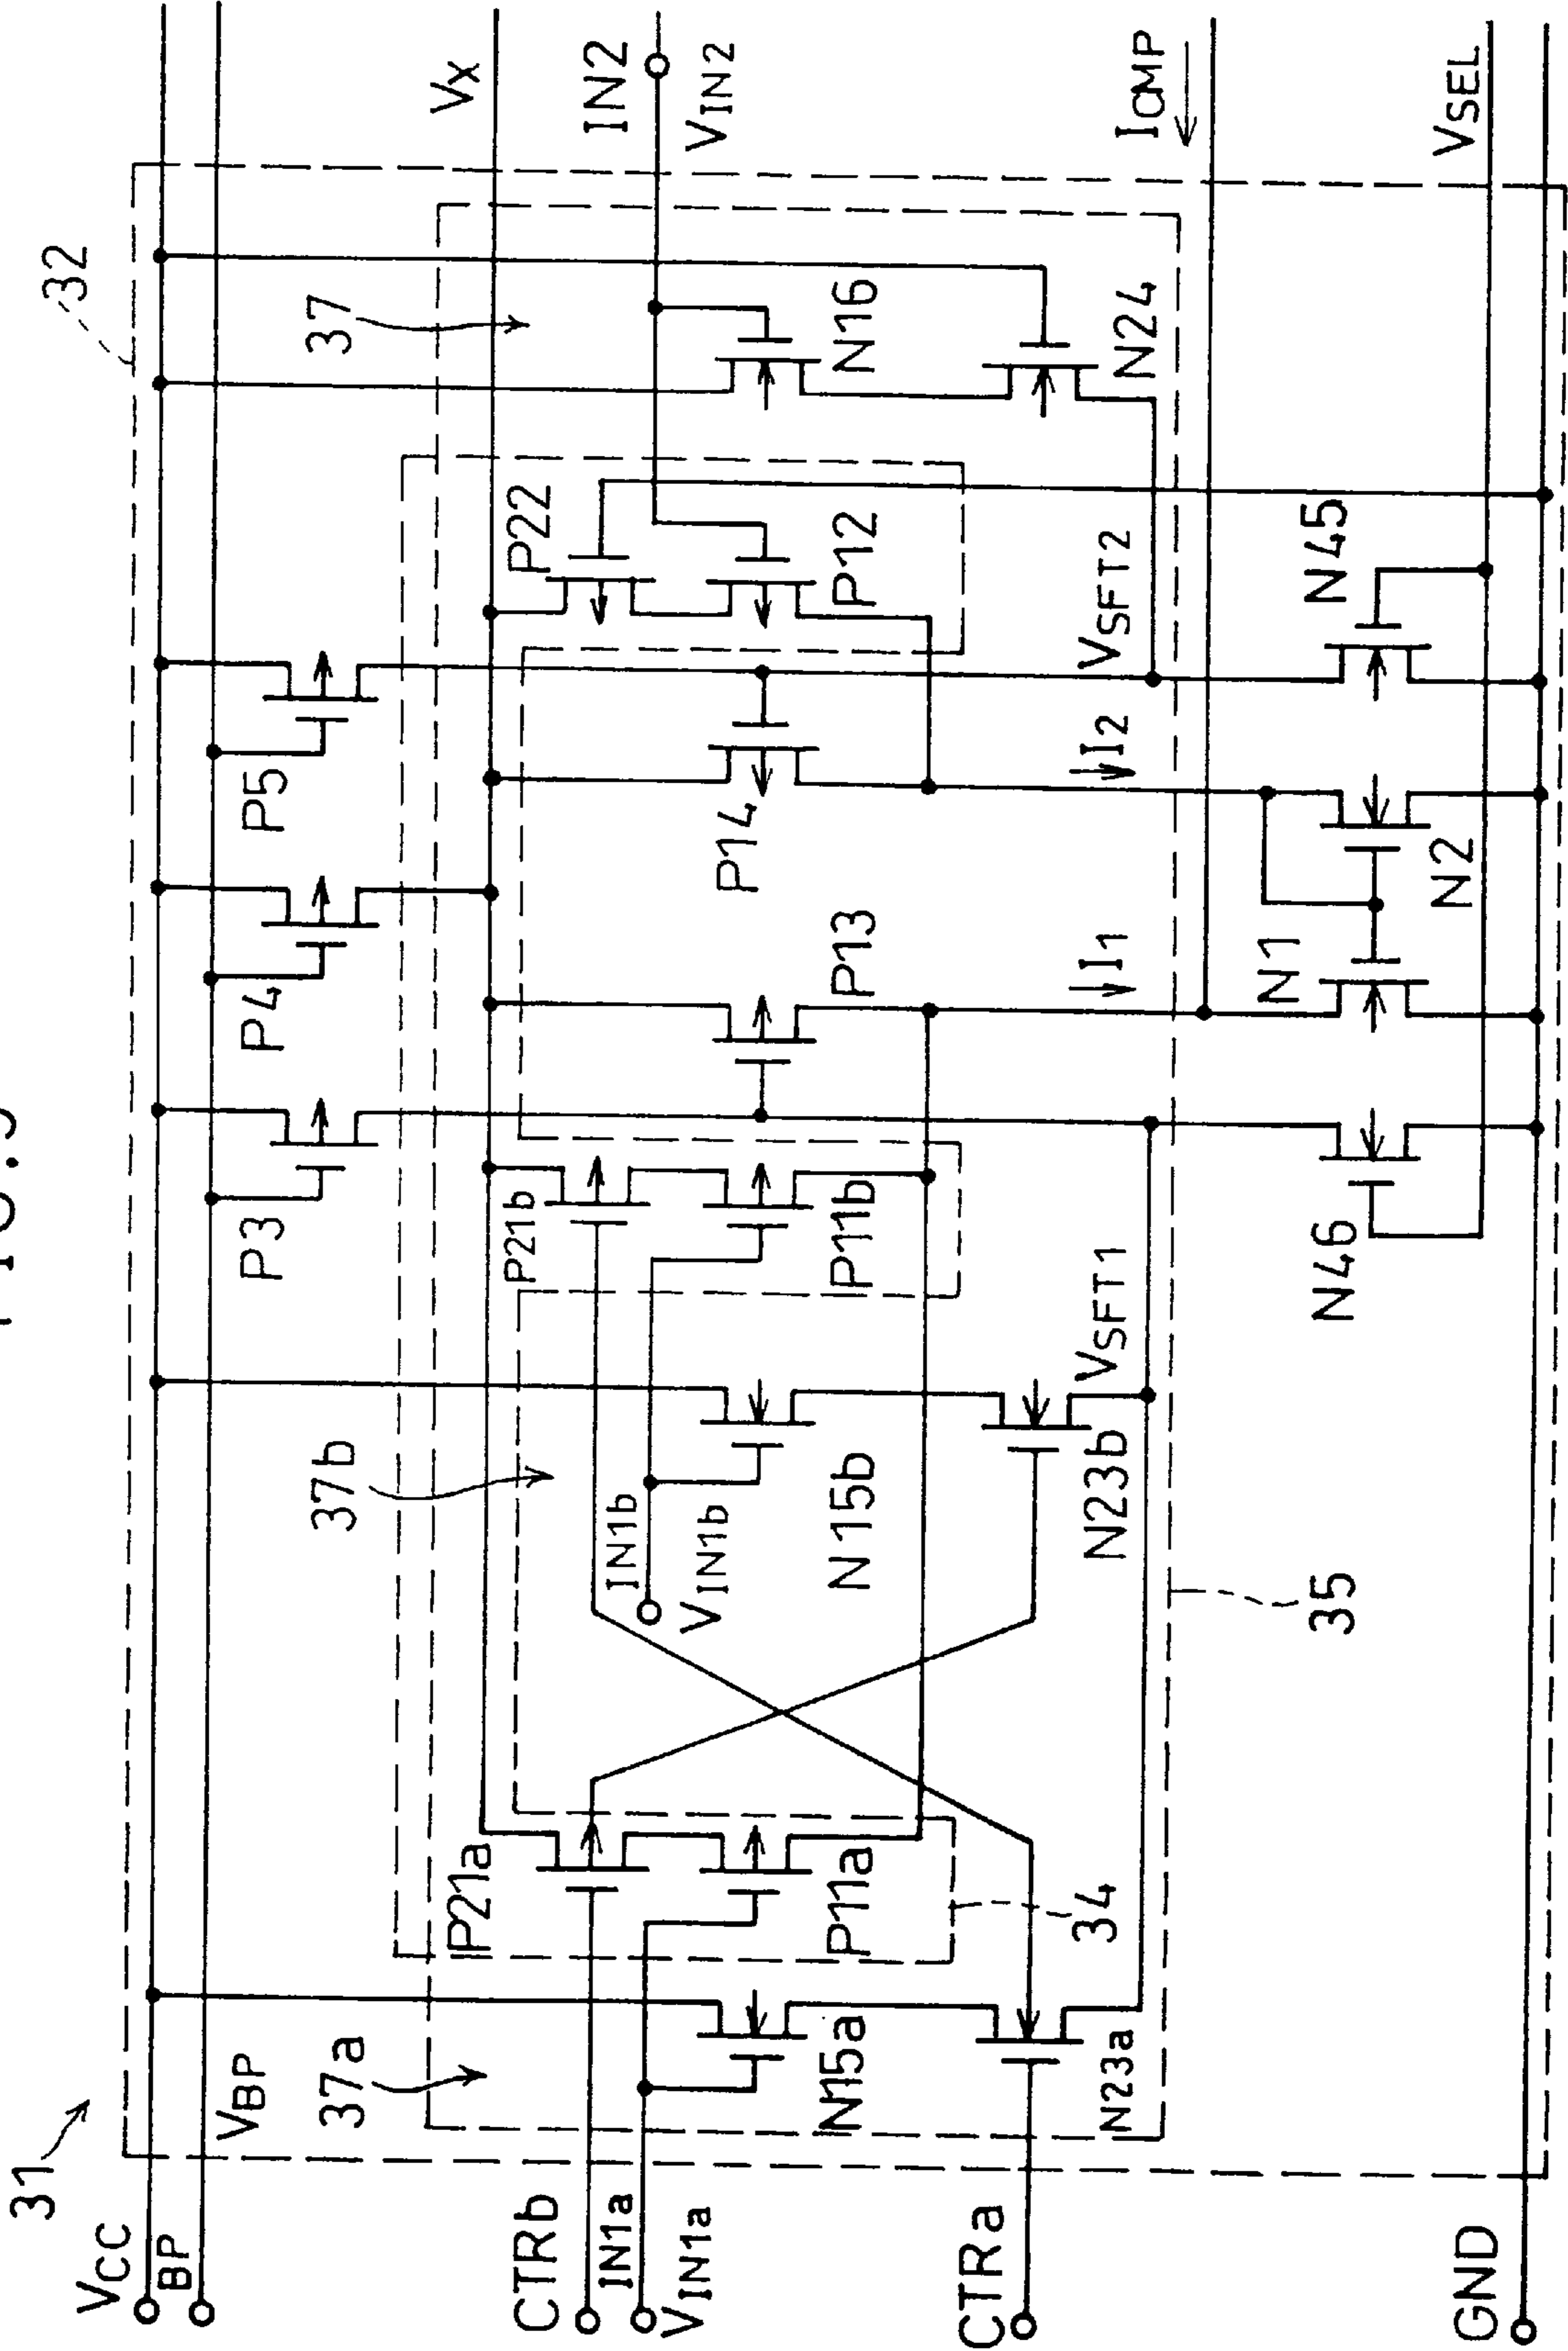 31
VCC
BP
VBP
CTRb
IN1a
VIN1a
CTRa
GND
37a
N15a
N23a
P21a
P11a
34
35
37b
IN1b
VIN1b
N15b
N23b
VSFT1
P21b
P11b
P3
P4
P5
P13
P14
I1
I2
N46
N1
N2
N45
VSFT2
P22
P12
37
N16
N24
32
VX
IN2
VIN2
ICMP
VSEL